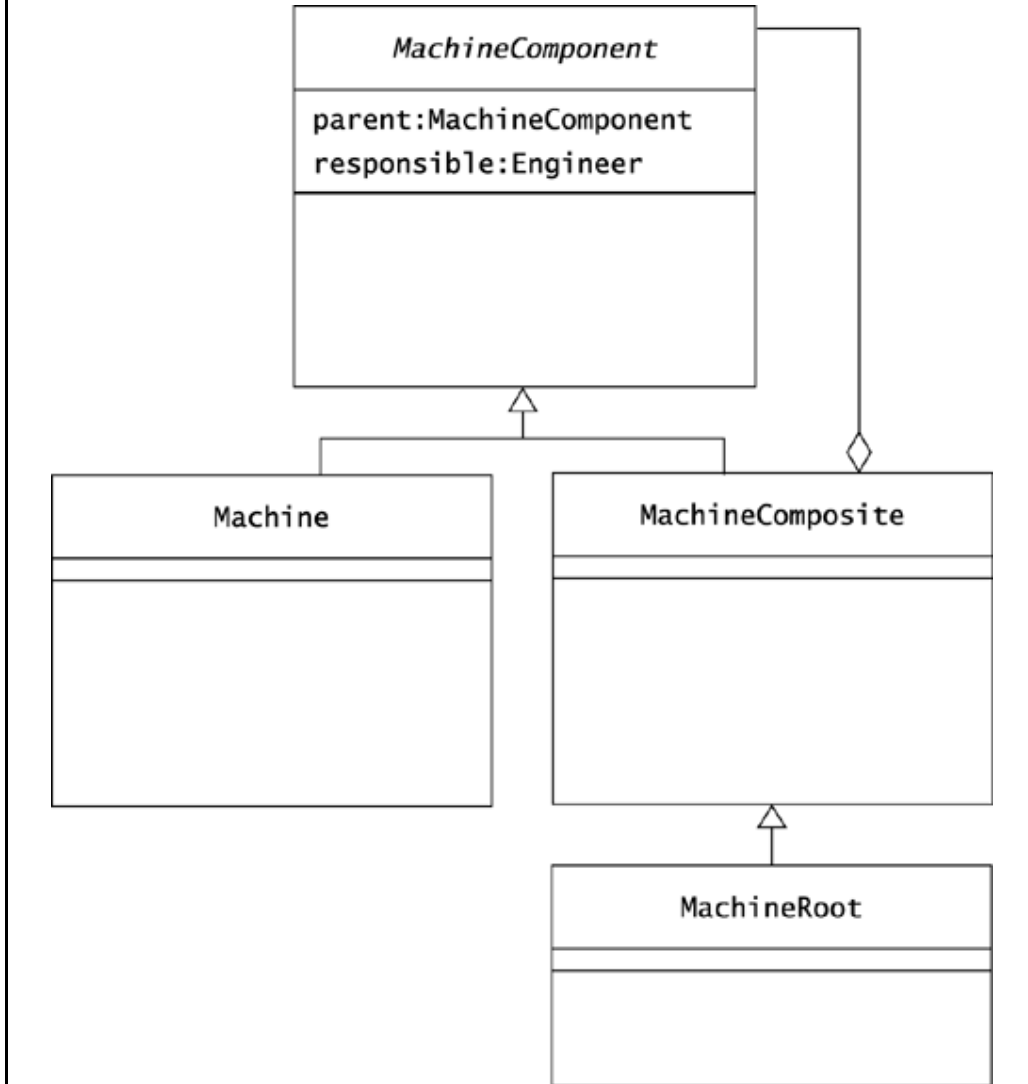 MachineComponent
parent:MachineComponent
responsible:Engineer
Machine
MachineComposite
MachineRoot